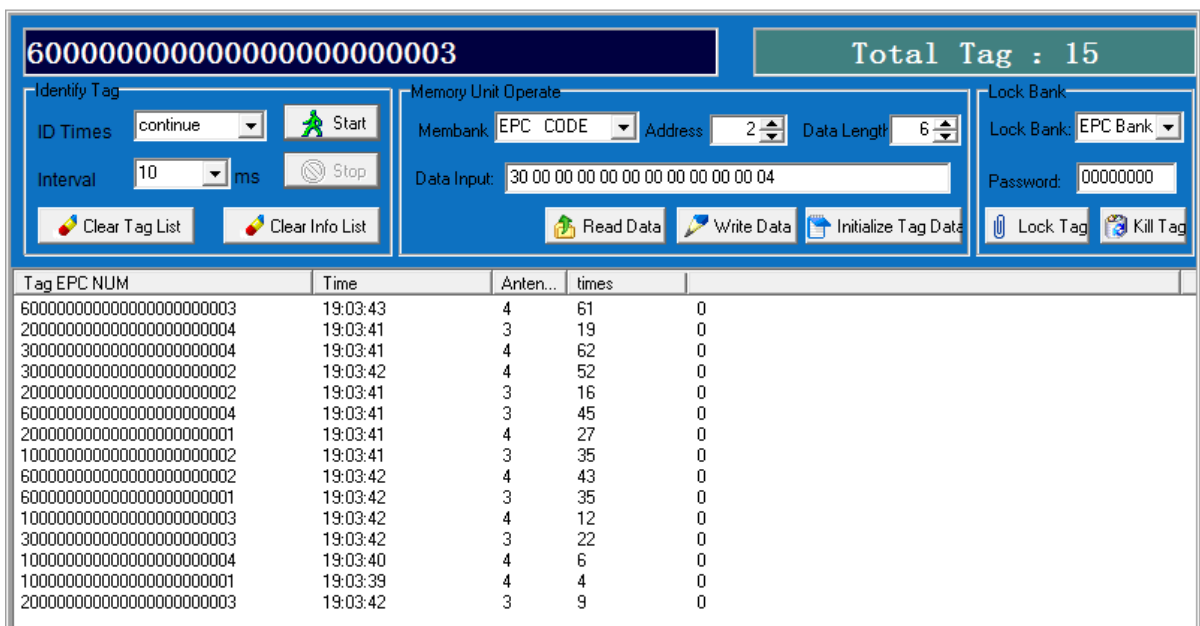 600000000000000000000003 Total Tag : 15
Identify Tag Memory Unit Operate Lock Bank
ID Times continue Start Membank EPC CODE Address 2 Data Length 6 Lock Bank: EPC Bank
Interval 10 ms Stop Data Input: 30 00 00 00 00 00 00 00 00 00 00 04 Password: 00000000
Clear Tag List Clear Info List Read Data Write Data Initialize Tag Data Lock Tag Kill Tag
Tag EPC NUM Time Anten... times
600000000000000000000003 19:03:43 4 61 0
200000000000000000000004 19:03:41 3 19 0
300000000000000000000004 19:03:41 4 62 0
300000000000000000000002 19:03:42 4 52 0
200000000000000000000002 19:03:41 3 16 0
600000000000000000000004 19:03:41 3 45 0
200000000000000000000001 19:03:41 4 27 0
100000000000000000000002 19:03:41 3 35 0
600000000000000000000002 19:03:42 4 43 0
600000000000000000000001 19:03:42 3 35 0
100000000000000000000003 19:03:42 4 12 0
300000000000000000000003 19:03:42 3 22 0
100000000000000000000004 19:03:40 4 6 0
100000000000000000000001 19:03:39 4 4 0
200000000000000000000003 19:03:42 3 9 0